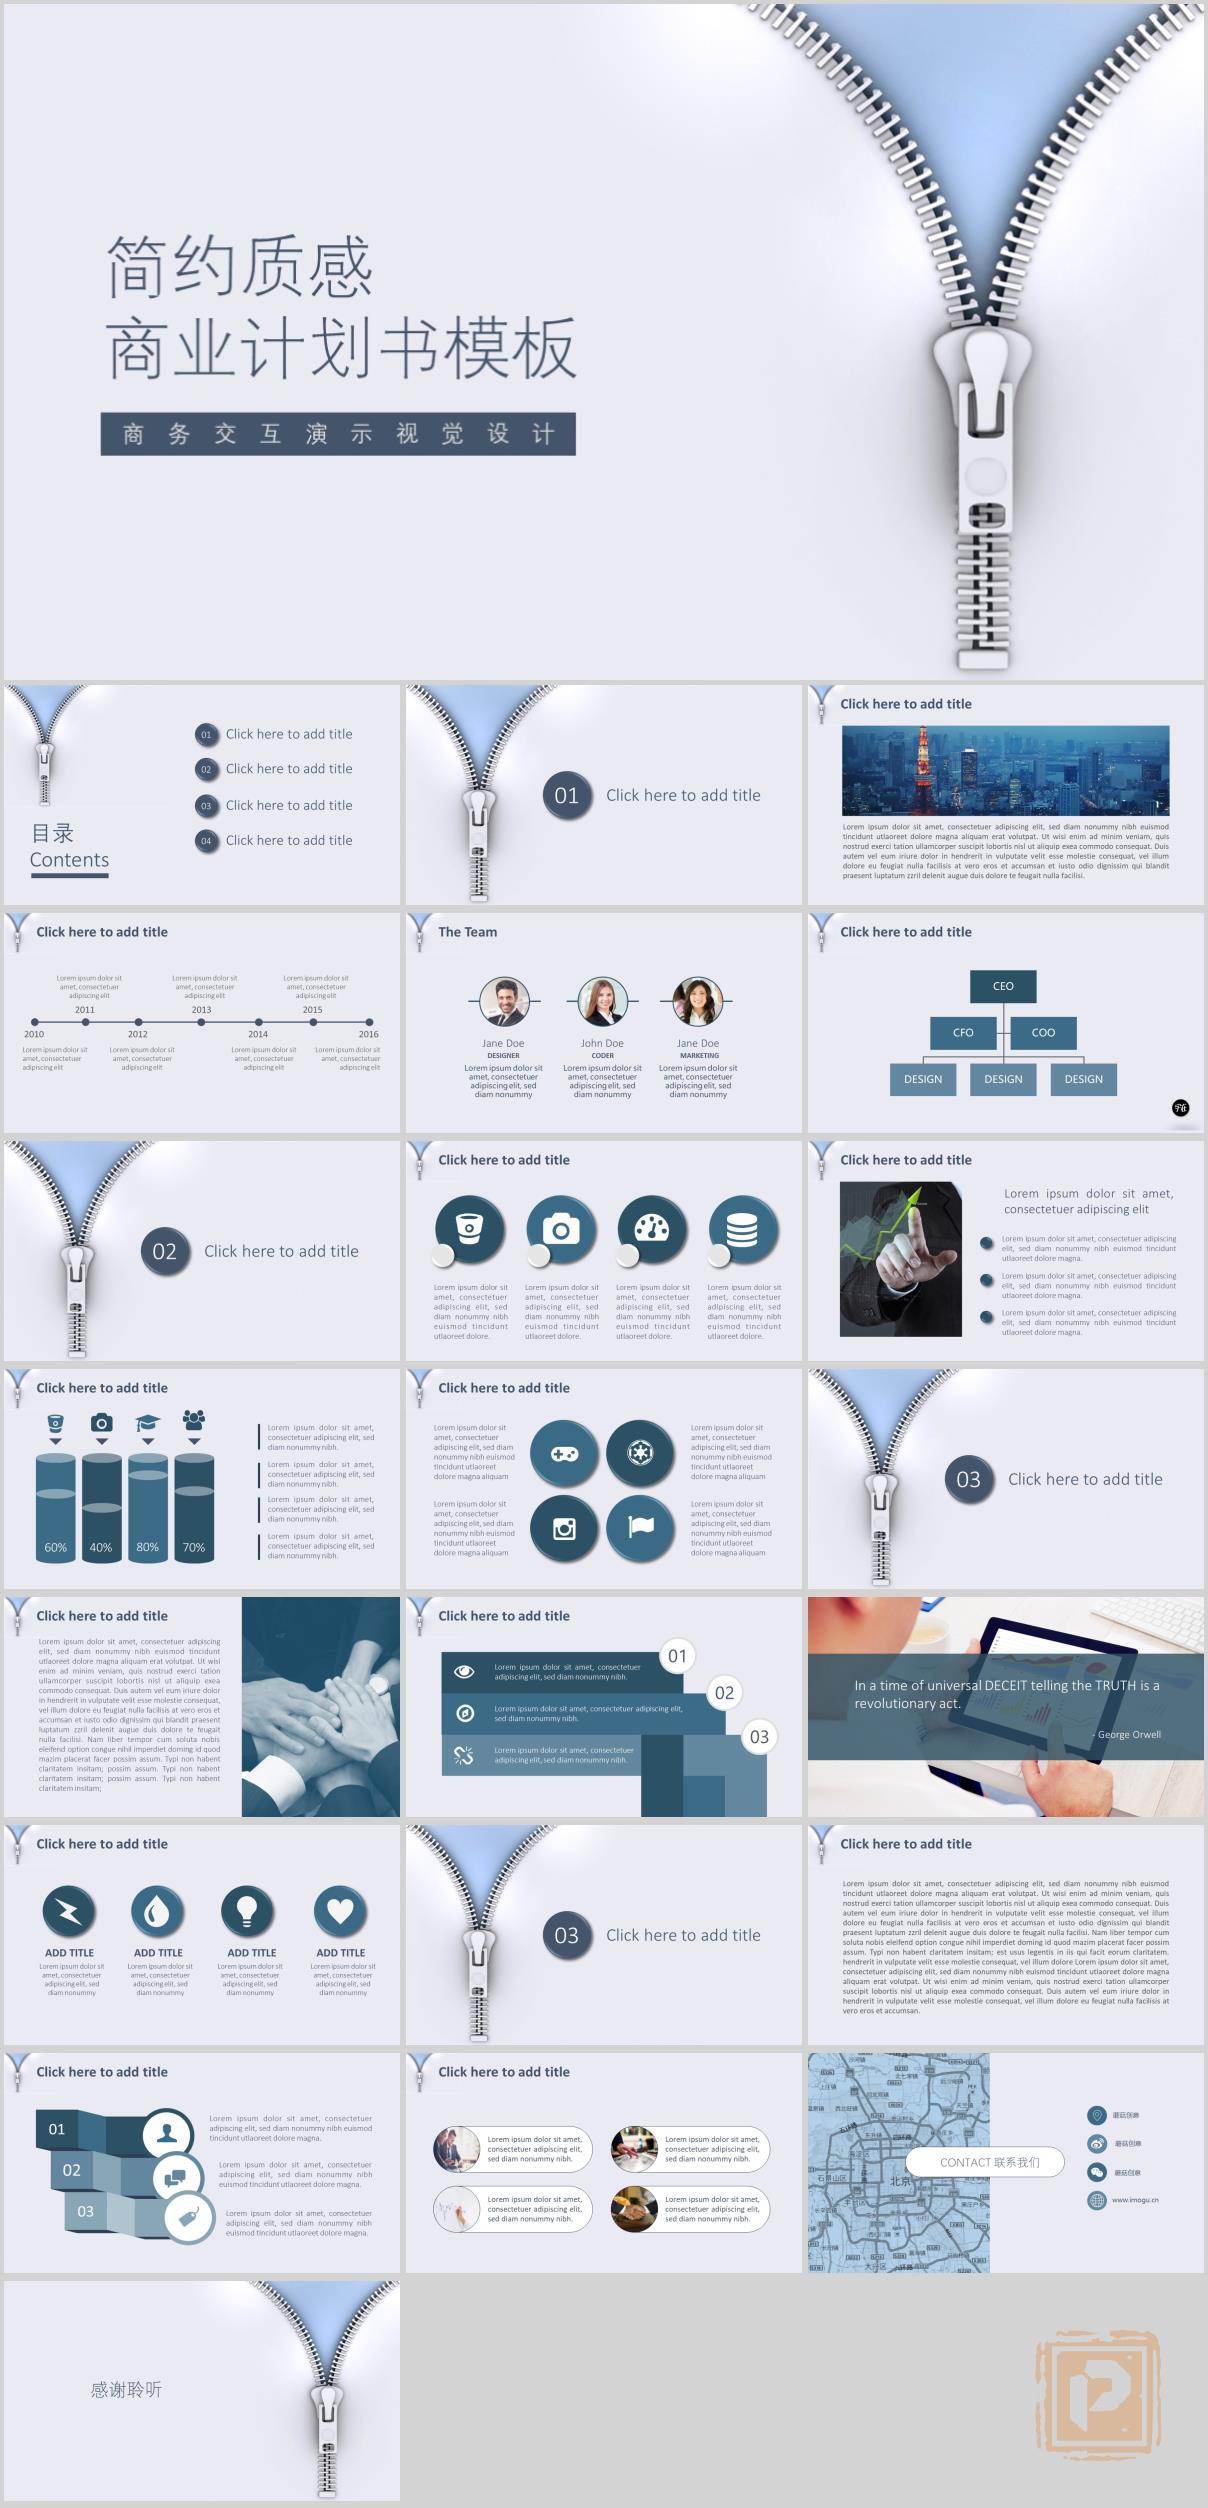 简约质感
商业计划书模板
商务交互演示视觉设计
目录
Contents
01 Click here to add title
02 Click here to add title
03 Click here to add title
04 Click here to add title
01 Click here to add title
Click here to add title
Lorem ipsum dolor sit amet, consectetuer adipiscing elit, sed diam nonummy nibh euismod
tincidunt utlaoreet dolore magna aliquam erat volutpat. Ut wisi enim ad minim veniam, quis
nostrud exerci tation ullamcorper suscipit lobortis nisl ut aliquip exea commodo consequat. Duis
autem vel eum iriure dolor in hendrerit in vulputate velit esse molestie consequat, vel illum
dolore eu feugiat nulla facilisis at vero eros et accumsan et iusto odio dignissim qui blandit
praesent luptatum zzril delenit augue duis dolore te feugait nulla facilisi.
Click here to add title
Lorem ipsum dolor sit
amet, consectetuer
adipiscing elit
Lorem ipsum dolor sit
amet, consectetuer
adipiscing elit
Lorem ipsum dolor sit
amet, consectetuer
adipiscing elit
2011
2013
2015
2010
2012
2014
2016
Lorem ipsum dolor sit
amet, consectetuer
adipiscing elit
Lorem ipsum dolor sit
amet, consectetuer
adipiscing elit
Lorem ipsum dolor sit
amet, consectetuer
adipiscing elit
Lorem ipsum dolor sit
amet, consectetuer
adipiscing elit
The Team
Jane Doe
DESIGNER
Lorem ipsum dolor sit
amet, consectetuer
adipiscing elit, sed
diam nonummy
John Doe
CODER
Lorem ipsum dolor sit
amet, consectetuer
adipiscing elit, sed
diam nonummy
Jane Doe
MARKETING
Lorem ipsum dolor sit
amet, consectetuer
adipiscing elit, sed
diam nonummy
Click here to add title
CEO
CFO
COO
DESIGN
DESIGN
DESIGN
02 Click here to add title
Click here to add title
Lorem ipsum dolor sit
amet, consectetuer
adipiscing elit, sed
diam nonummy nibh
euismod tincidunt
utlaoreet dolore.
Lorem ipsum dolor sit
amet, consectetuer
adipiscing elit, sed
diam nonummy nibh
euismod tincidunt
utlaoreet dolore.
Lorem ipsum dolor sit
amet, consectetuer
adipiscing elit, sed
diam nonummy nibh
euismod tincidunt
utlaoreet dolore.
Lorem ipsum dolor sit
amet, consectetuer
adipiscing elit, sed
diam nonummy nibh
euismod tincidunt
utlaoreet dolore.
Click here to add title
Lorem ipsum dolor sit amet,
consectetuer adipiscing elit
Lorem ipsum dolor sit amet, consectetuer adipiscing
elit, sed diam nonummy nibh euismod tincidunt
utlaoreet dolore magna.
Lorem ipsum dolor sit amet, consectetuer adipiscing
elit, sed diam nonummy nibh euismod tincidunt
utlaoreet dolore magna.
Lorem ipsum dolor sit amet, consectetuer adipiscing
elit, sed diam nonummy nibh euismod tincidunt
utlaoreet dolore magna.
Click here to add title
60%
40%
80%
70%
Lorem ipsum dolor sit amet,
consectetuer adipiscing elit, sed
diam nonummy nibh.
Lorem ipsum dolor sit amet,
consectetuer adipiscing elit, sed
diam nonummy nibh.
Lorem ipsum dolor sit amet,
consectetuer adipiscing elit, sed
diam nonummy nibh.
Lorem ipsum dolor sit amet,
consectetuer adipiscing elit, sed
diam nonummy nibh.
Click here to add title
Lorem ipsum dolor sit
amet, consectetuer
adipiscing elit, sed diam
nonummy nibh euismod
tincidunt utlaoreet
dolore magna aliquam
Lorem ipsum dolor sit
amet, consectetuer
adipiscing elit, sed diam
nonummy nibh euismod
tincidunt utlaoreet
dolore magna aliquam
Lorem ipsum dolor sit
amet, consectetuer
adipiscing elit, sed diam
nonummy nibh euismod
tincidunt utlaoreet
dolore magna aliquam
Lorem ipsum dolor sit
amet, consectetuer
adipiscing elit, sed diam
nonummy nibh euismod
tincidunt utlaoreet
dolore magna aliquam
03 Click here to add title
Click here to add title
Lorem ipsum dolor sit amet, consectetuer adipiscing
elit, sed diam nonummy nibh euismod tincidunt
utlaoreet dolore magna aliquam erat volutpat. Ut wisi
enim ad minim veniam, quis nostrud exerci tation
ullamcorper suscipit lobortis nisl ut aliquip exea
commodo consequat. Duis autem vel eum iriure dolor
in hendrerit in vulputate velit esse molestie consequat,
vel illum dolore eu feugiat nulla facilisis at vero eros et
accumsan et iusto odio dignissim qui blandit praesent
luptatum zzril delenit augue duis dolore te feugait
nulla facilisi. Nam liber tempor cum soluta nobis
eleifend option congue nihil imperdiet doming id quod
mazim placerat facer possim assum. Typi non habent
claritatem insitam; possim assum. Typi non habent
claritatem insitam;
Click here to add title
Lorem ipsum dolor sit amet, consectetuer
adipiscing elit, sed diam nonummy nibh.
01
Lorem ipsum dolor sit amet, consectetuer adipiscing elit,
sed diam nonummy nibh.
02
Lorem ipsum dolor sit amet, consectetuer
adipiscing elit, sed diam nonummy nibh.
03
In a time of universal DECEIT telling the TRUTH is a
revolutionary act.
- George Orwell
Click here to add title
ADD TITLE
Lorem ipsum dolor sit
amet, consectetuer
adipiscing elit, sed
diam nonummy
ADD TITLE
Lorem ipsum dolor sit
amet, consectetuer
adipiscing elit, sed
diam nonummy
ADD TITLE
Lorem ipsum dolor sit
amet, consectetuer
adipiscing elit, sed
diam nonummy
ADD TITLE
Lorem ipsum dolor sit
amet, consectetuer
adipiscing elit, sed
diam nonummy
03 Click here to add title
Click here to add title
Lorem ipsum dolor sit amet, consectetuer adipiscing elit, sed diam nonummy nibh euismod
tincidunt utlaoreet dolore magna aliquam erat volutpat. Ut wisi enim ad minim veniam, quis
nostrud exerci tation ullamcorper suscipit lobortis nisl ut aliquip exea commodo consequat. Duis
autem vel eum iriure dolor in hendrerit in vulputate velit esse molestie consequat, vel illum
dolore eu feugiat nulla facilisis at vero eros et accumsan et iusto odio dignissim qui blandit
praesent luptatum zzril delenit augue duis dolore te feugait nulla facilisi. Nam liber tempor cum
soluta nobis eleifend option congue nihil imperdiet doming id quod mazim placerat facer possim
assum. Typi non habent claritatem insitam; est usus legentis in iis qui facit eorum claritatem.
consectetuer adipiscing elit, sed diam nonummy nibh euismod tincidunt utlaoreet dolore magna
aliquam erat volutpat. Ut wisi enim ad minim veniam, quis nostrud exerci tation ullamcorper
suscipit lobortis nisl ut aliquip exea commodo consequat. Duis autem vel eum iriure dolor in
hendrerit in vulputate velit esse molestie consequat, vel illum dolore eu feugiat nulla facilisis at
vero eros et accumsan.
Click here to add title
01
Lorem ipsum dolor sit amet, consectetuer
adipiscing elit, sed diam nonummy nibh euismod
tincidunt utlaoreet dolore magna.
02
Lorem ipsum dolor sit amet, consectetuer
adipiscing elit, sed diam nonummy nibh
euismod tincidunt utlaoreet dolore magna.
03
Lorem ipsum dolor sit amet, consectetuer
adipiscing elit, sed diam nonummy nibh
euismod tincidunt utlaoreet dolore magna.
Click here to add title
Lorem ipsum dolor sit amet,
consectetuer adipiscing elit,
sed diam nonummy nibh.
Lorem ipsum dolor sit amet,
consectetuer adipiscing elit,
sed diam nonummy nibh.
Lorem ipsum dolor sit amet,
consectetuer adipiscing elit,
sed diam nonummy nibh.
Lorem ipsum dolor sit amet,
consectetuer adipiscing elit,
sed diam nonummy nibh.
北京
石景山区
CONTACT 联系我们
蘑菇创意
蘑菇创意
蘑菇创意
www.imogu.cn
感谢聆听